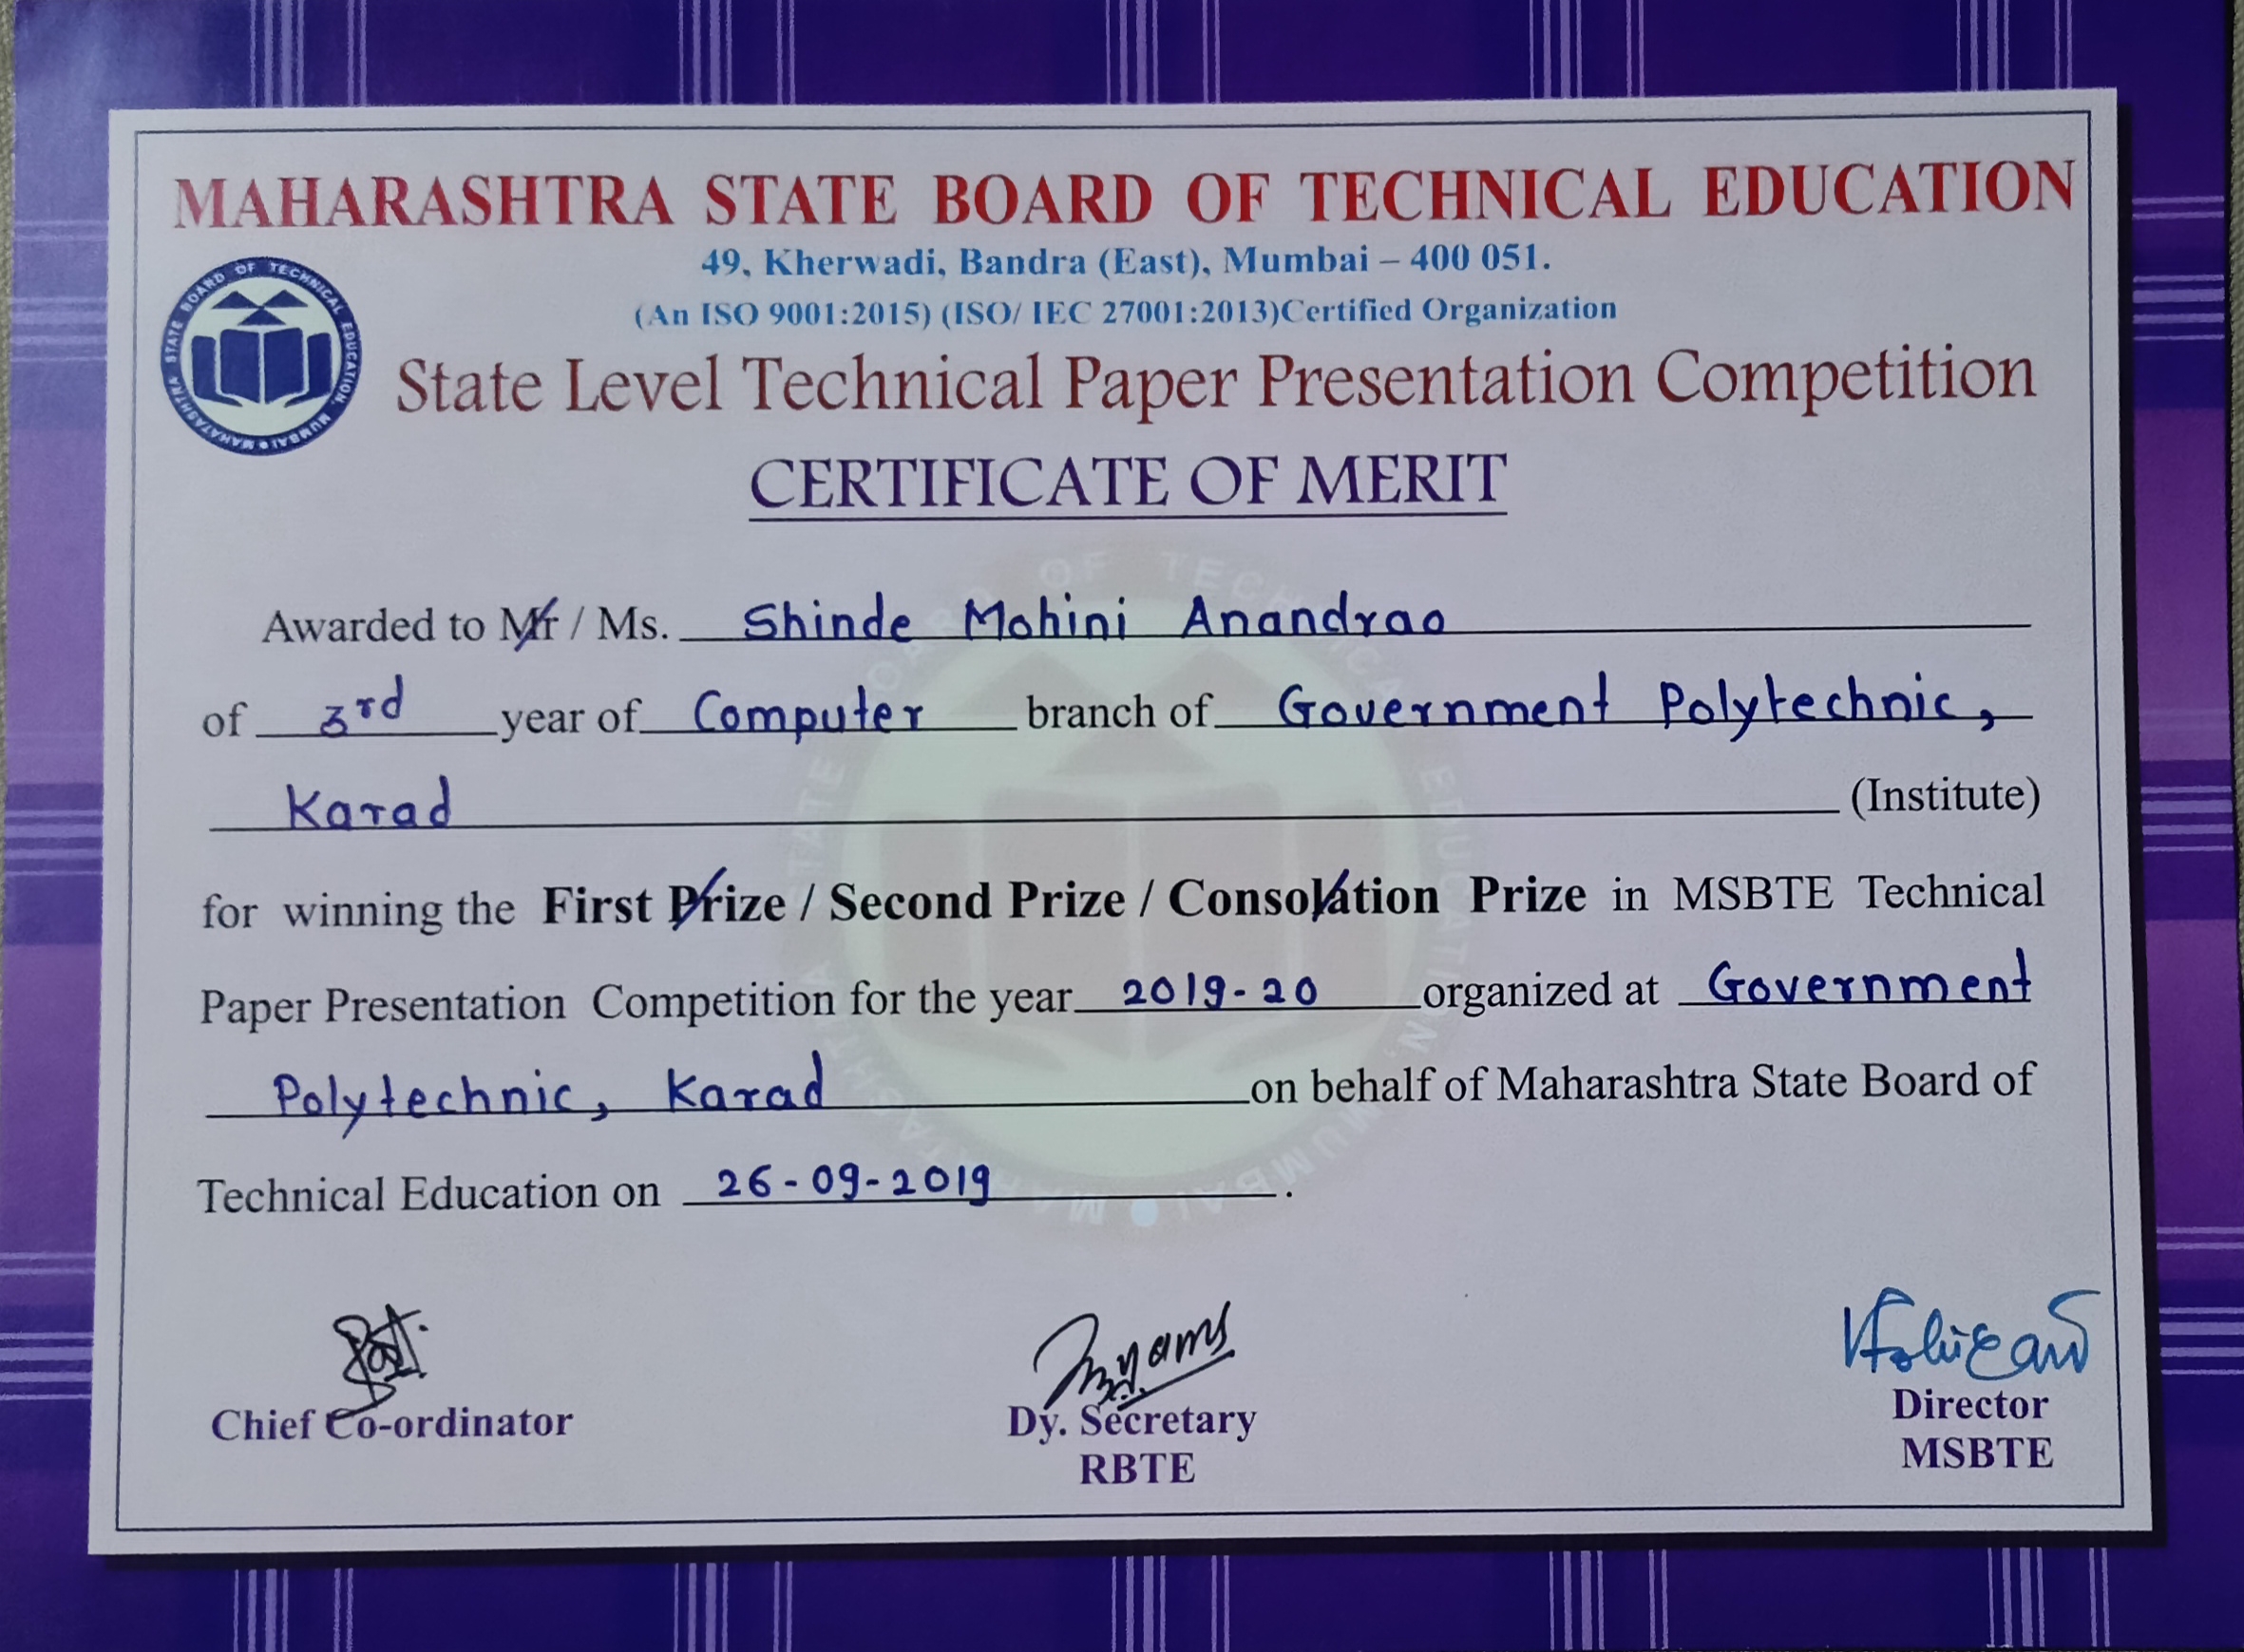 MAHARASHTRA STATE BOARD OF TECHNICAL EDUCATION
49, Kherwadi, Bandra (East), Mumbai – 400 051.
(An ISO 9001:2015) (ISO/ IEC 27001:2013)Certified Organization
MAHARASHTRA STATE BOARD OF TECHNICAL EDUCATION, MUMBAI
State Level Technical Paper Presentation Competition
CERTIFICATE OF MERIT
Awarded to Mr / Ms. Shinde Mohini Anandrao
of 3rd year of Computer branch of Government Polytechnic,
Karad (Institute)
for winning the First Prize / Second Prize / Consolation Prize in MSBTE Technical
Paper Presentation Competition for the year 2019-20 organized at Government
Polytechnic, Karad on behalf of Maharashtra State Board of
Technical Education on 26-09-2019 .
Chief Co-ordinator
Dy. Secretary
RBTE
Director
MSBTE